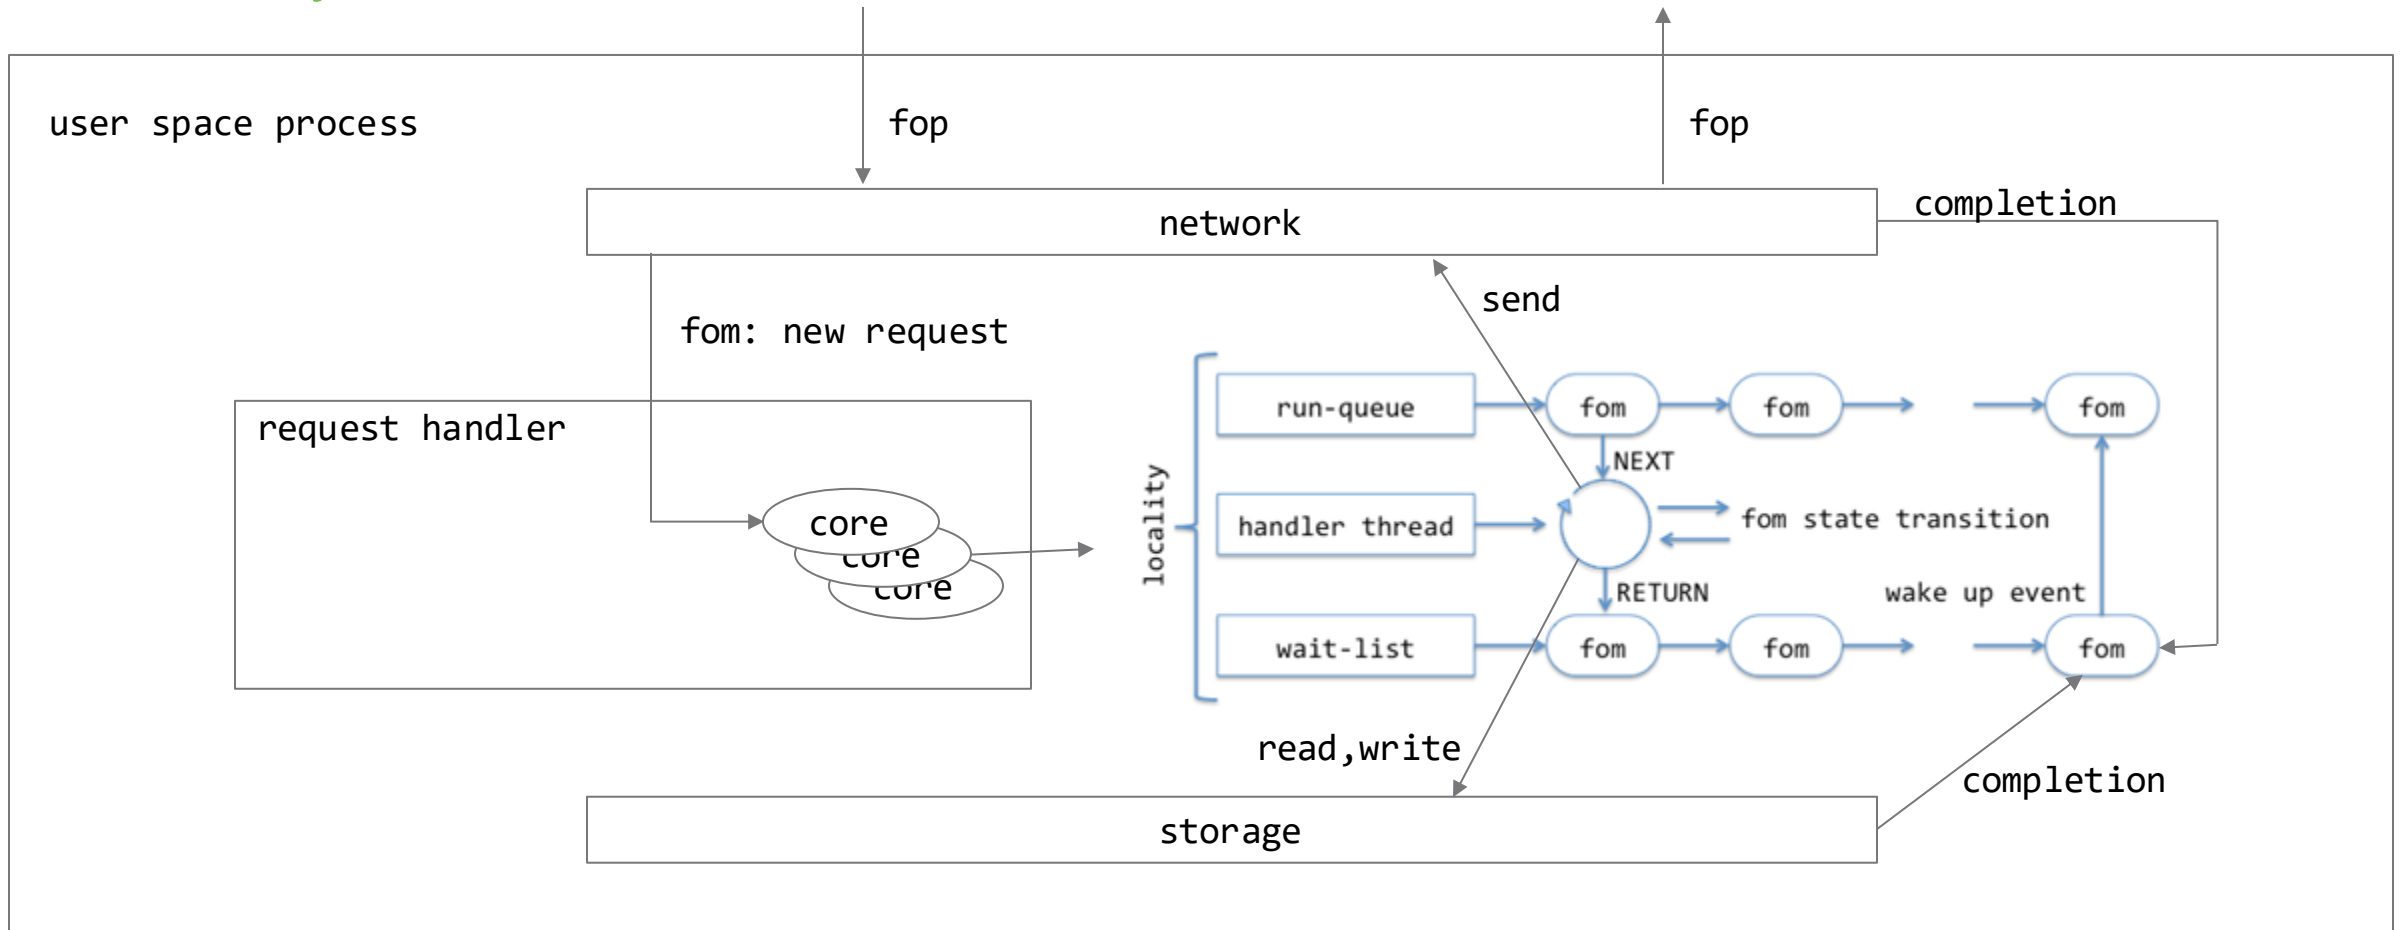 user space process
fop
fop
network
completion
send
fom: new request
request handler
core
core
core
locality
run-queue
fom
fom
fom
NEXT
handler thread
fom state transition
RETURN
wake up event
wait-list
fom
fom
fom
read,write
completion
storage